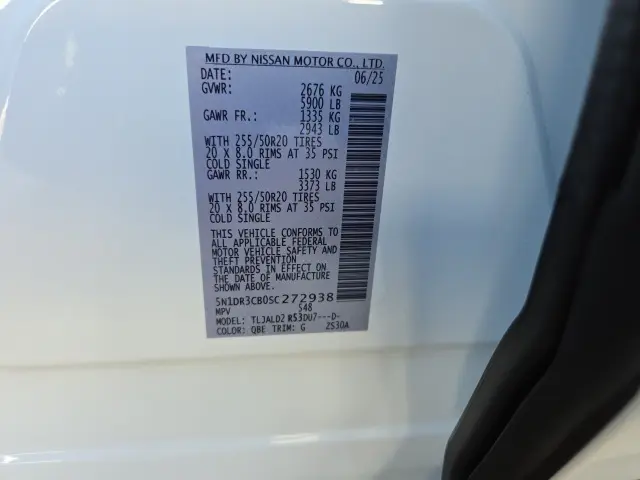 MFD BY NISSAN MOTOR CO., LTD.
DATE: 06/25
GVWR: 2676 KG
5900 LB
GAWR FR.: 1335 KG
2943 LB
WITH 255/50R20 TIRES
20 X 8.0 RIMS AT 35 PSI
COLD SINGLE
GAWR RR.: 1530 KG
3373 LB
WITH 255/50R20 TIRES
20 X 8.0 RIMS AT 35 PSI
COLD SINGLE
THIS VEHICLE CONFORMS TO
ALL APPLICABLE FEDERAL
MOTOR VEHICLE SAFETY AND
THEFT PREVENTION
STANDARDS IN EFFECT ON THE
DATE OF MANUFACTURE.
5N1DR3CB0SC272938
MPV 548
MODEL: TLJALD2 R53DU7---D-
COLOR: QBE TRIM: G 2S30A